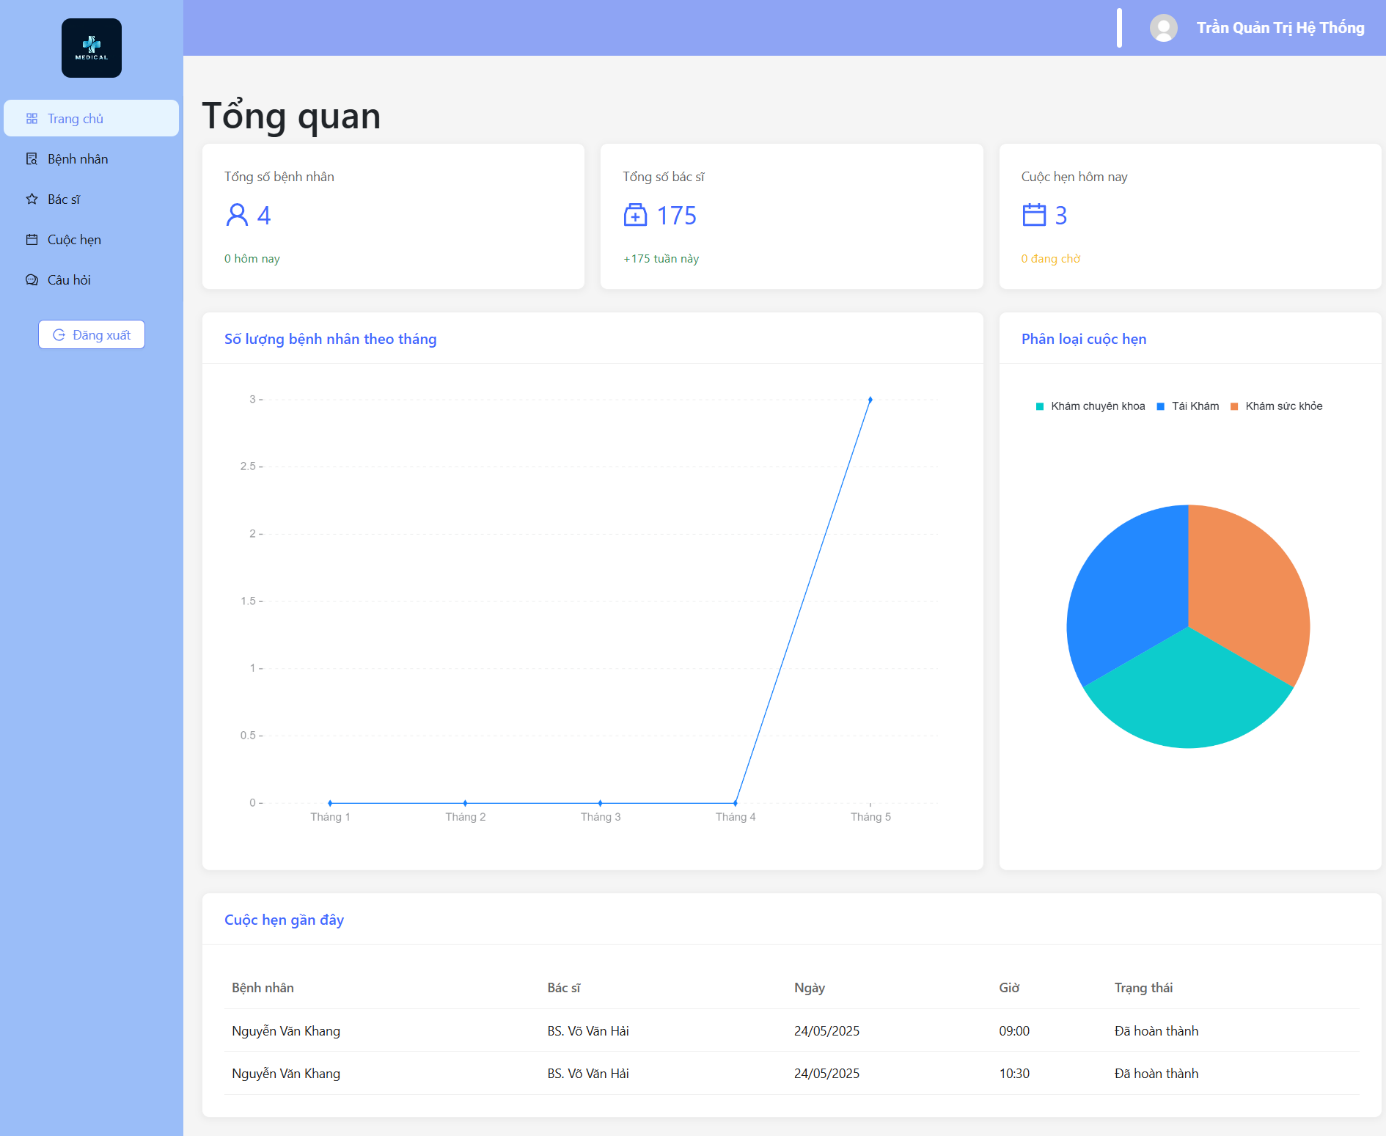 BS
MEDICAL
Trần Quản Trị Hệ Thống
Trang chủ
Bệnh nhân
Bác sĩ
Cuộc hẹn
Câu hỏi
Đăng xuất
Tổng quan
Tổng số bệnh nhân
4
0 hôm nay
Tổng số bác sĩ
175
+175 tuần này
Cuộc hẹn hôm nay
3
0 đang chờ
Số lượng bệnh nhân theo tháng
3
2.5
2
1.5
1
0.5
0
Tháng 1 Tháng 2 Tháng 3 Tháng 4 Tháng 5
Phân loại cuộc hẹn
Khám chuyên khoa Tái Khám Khám sức khỏe
Cuộc hẹn gần đây
Bệnh nhân Bác sĩ Ngày Giờ Trạng thái
Nguyễn Văn Khang BS. Võ Văn Hải 24/05/2025 09:00 Đã hoàn thành
Nguyễn Văn Khang BS. Võ Văn Hải 24/05/2025 10:30 Đã hoàn thành